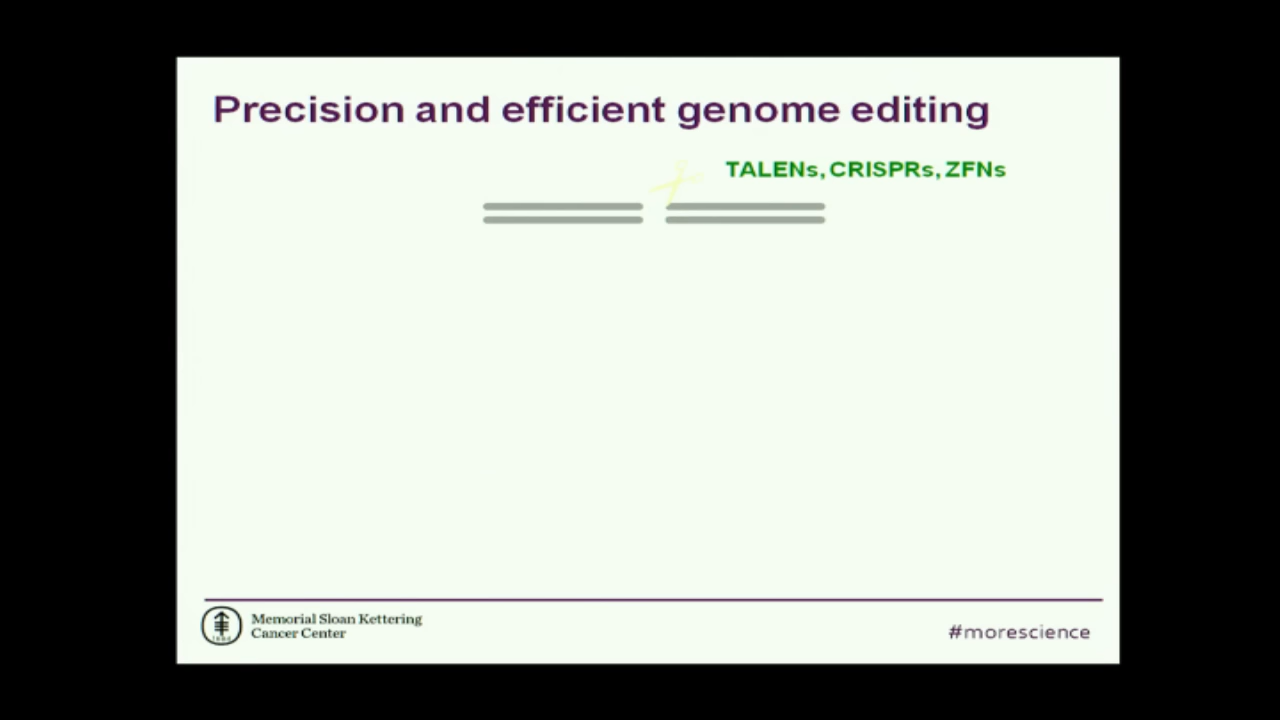 Precision and efficient genome editing
TALENs, CRISPRs, ZFNs
Memorial Sloan Kettering
Cancer Center
#morescience